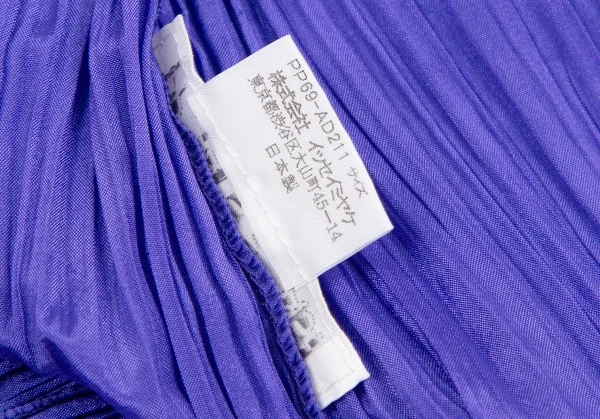 PP69-AD211 サイズ
株式会社 イッセイミヤケ
東京都渋谷区大山町45-14
日本製